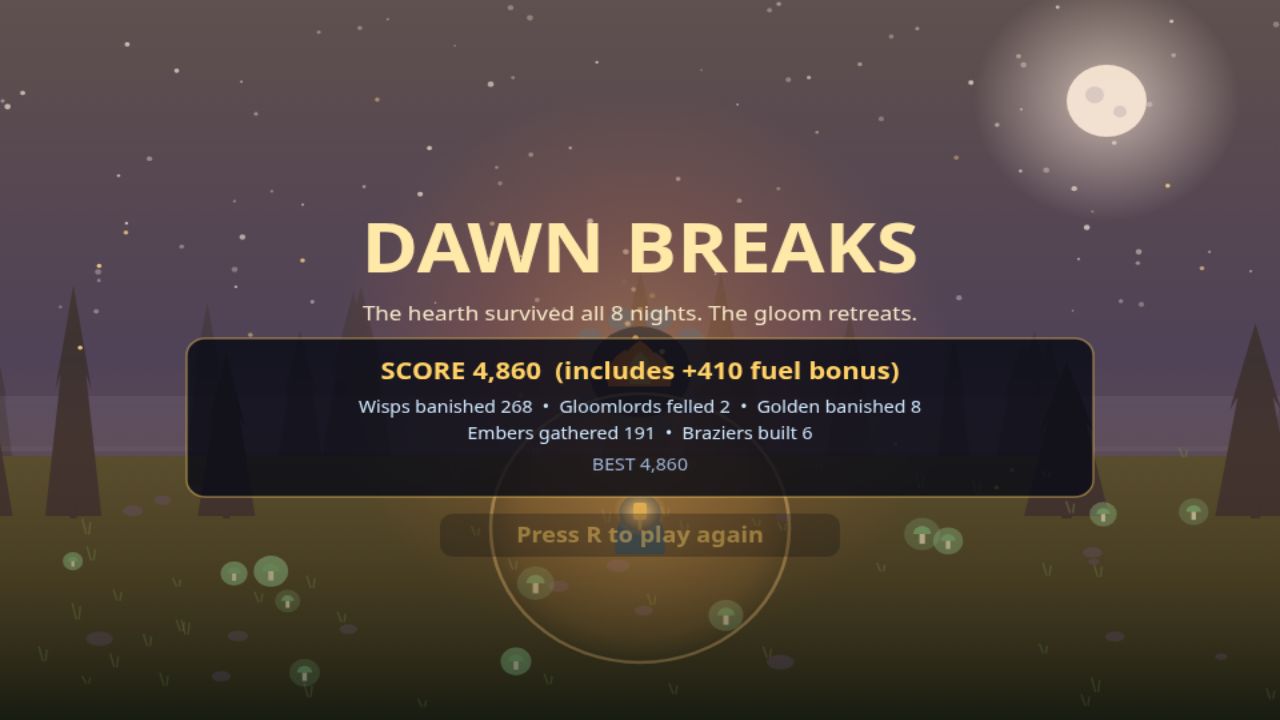 DAWN BREAKS
The hearth survived all 8 nights. The gloom retreats.
SCORE 4,860 (includes +410 fuel bonus)
Wisps banished 268 • Gloomlords felled 2 • Golden banished 8
Embers gathered 191 • Braziers built 6
BEST 4,860
Press R to play again